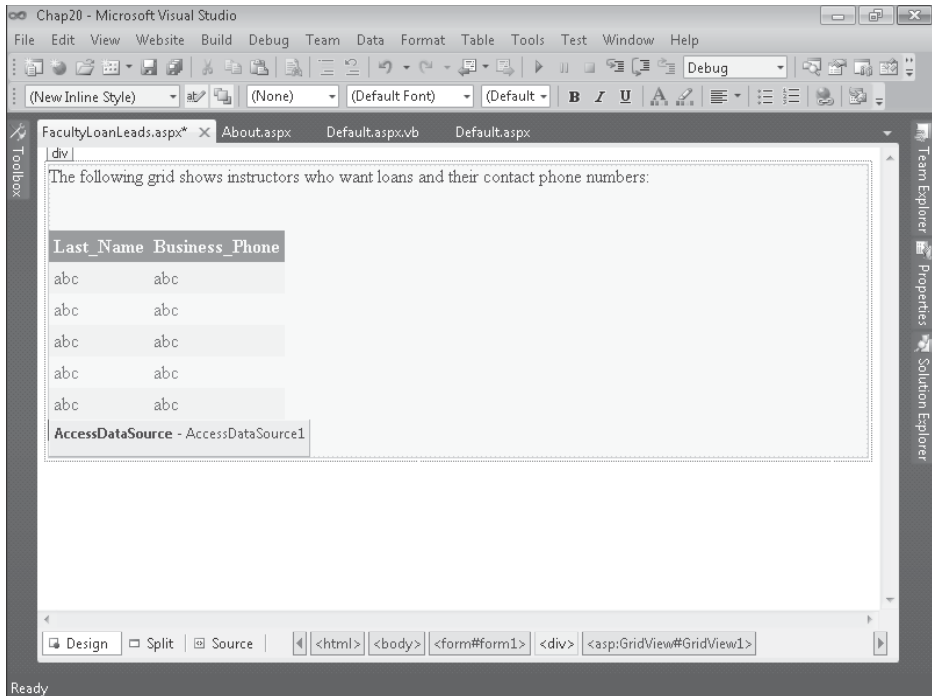 Chap20 - Microsoft Visual Studio
File Edit View Website Build Debug Team Data Format Table Tools Test Window Help
Debug
(New Inline Style) (None) (Default Font) (Default
B I U A
Toolbox
FacultyLoanLeads.aspx* About.aspx Default.aspx.vb Default.aspx
div
The following grid shows instructors who want loans and their contact phone numbers:
Last_Name Business_Phone
abc abc
abc abc
abc abc
abc abc
abc abc
AccessDataSource - AccessDataSource1
Team Explorer
Properties
Solution Explorer
Design Split Source <html> <body> <form#form1> <div> <asp:GridView#GridView1>
Ready